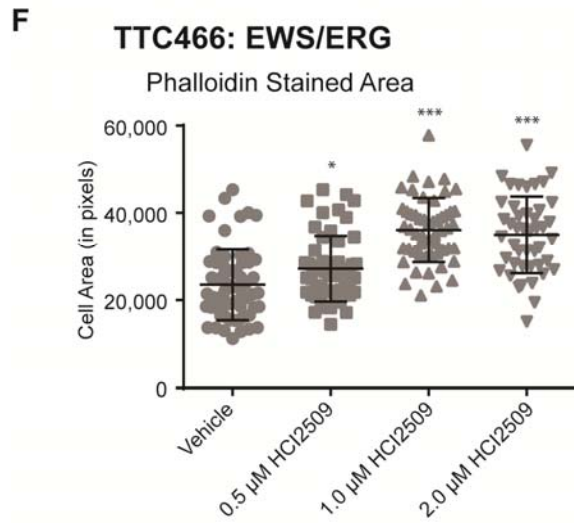 F
TTC466: EWS/ERG
Phalloidin Stained Area
Cell Area (in pixels)
60,000
40,000
20,000
0
*
***
***
Vehicle
0.5 µM HCI2509
1.0 µM HCI2509
2.0 µM HCI2509